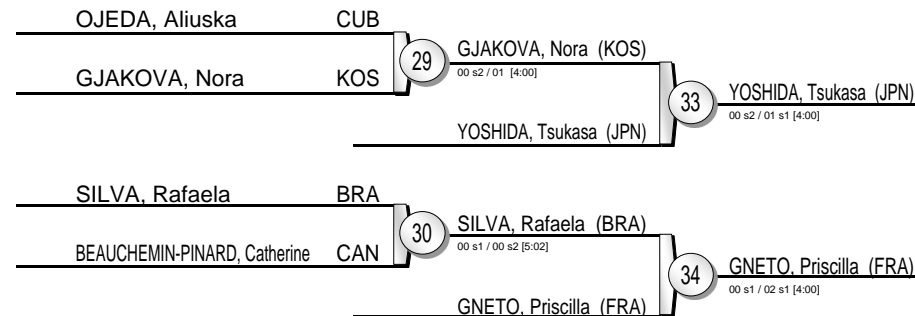 OJEDA, Aliuska CUB
GJAKOVA, Nora KOS
29
GJAKOVA, Nora (KOS)
00 s2 / 01 [4:00]
YOSHIDA, Tsukasa (JPN)
33
YOSHIDA, Tsukasa (JPN)
00 s2 / 01 s1 [4:00]
SILVA, Rafaela BRA
BEAUCHEMIN-PINARD, Catherine CAN
30
SILVA, Rafaela (BRA)
00 s1 / 00 s2 [5:02]
GNETO, Priscilla (FRA)
34
GNETO, Priscilla (FRA)
00 s1 / 02 s1 [4:00]